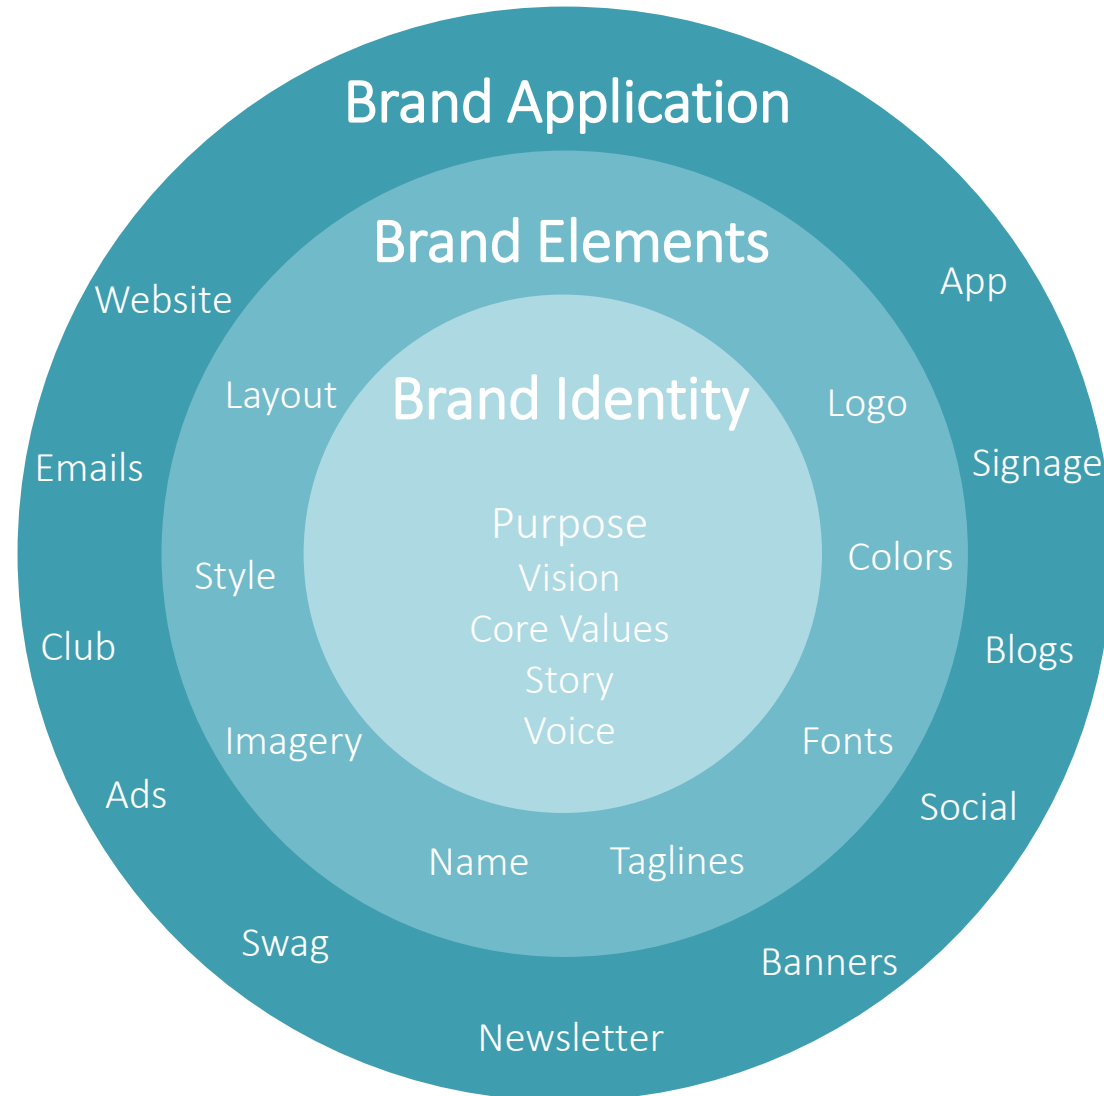 Brand Application
Brand Elements
Brand Identity
Purpose
Vision
Core Values
Story
Voice
Layout
Logo
Style
Colors
Imagery
Fonts
Name
Taglines
Website
App
Emails
Signage
Club
Blogs
Ads
Social
Swag
Banners
Newsletter